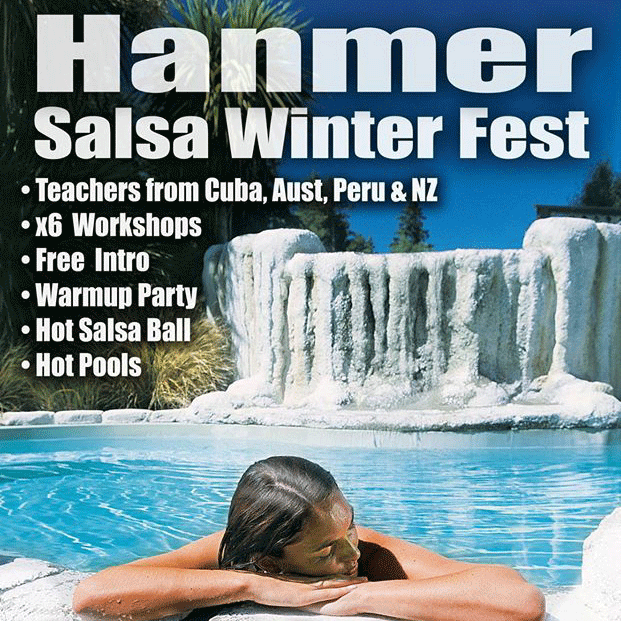 Hanmer
Salsa Winter Fest
• Teachers from Cuba, Aust, Peru & NZ
• x6 Workshops
• Free Intro
• Warmup Party
• Hot Salsa Ball
• Hot Pools